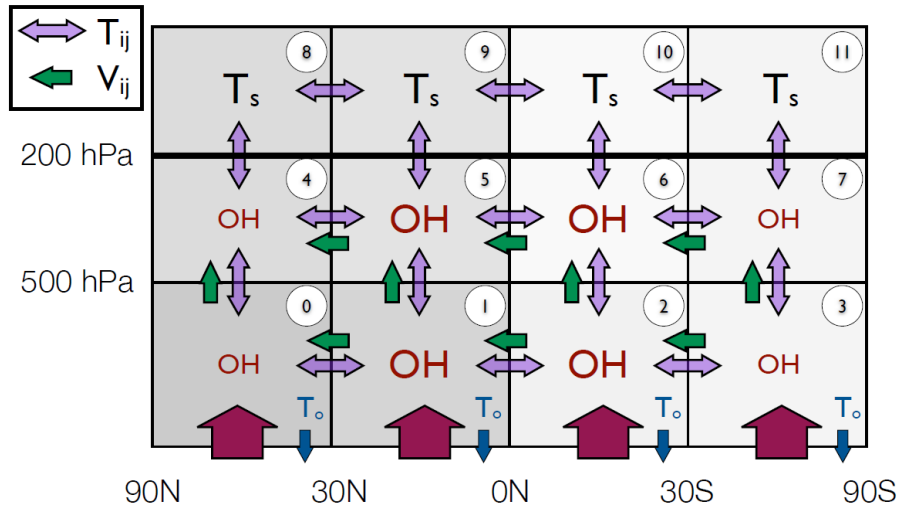 Tij
Vij
8 9 10 11
Ts Ts Ts Ts
200 hPa
4 5 6 7
OH OH OH OH
500 hPa
0 1 2 3
OH OH OH OH
To To To To
90N 30N 0N 30S 90S